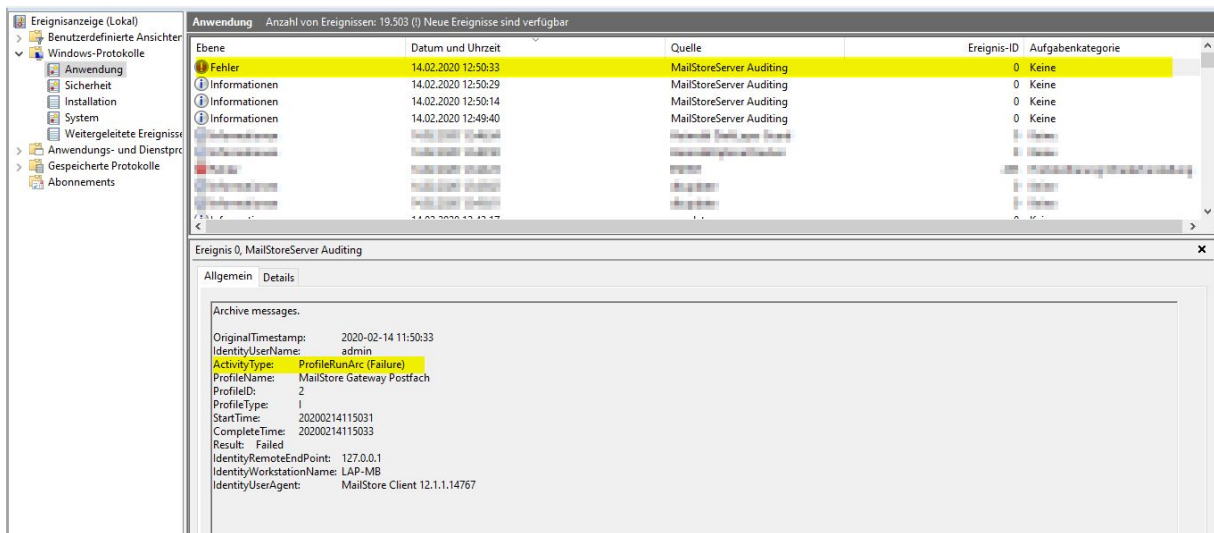 Ereignisanzeige (Lokal)
Benutzerdefinierte Ansichten
Windows-Protokolle
Anwendung
Sicherheit
Installation
System
Weitergeleitete Ereignisse
Anwendungs- und Dienstpro
Gespeicherte Protokolle
Abonnements
Anwendung Anzahl von Ereignissen: 19.503 (!) Neue Ereignisse sind verfügbar
Ebene Datum und Uhrzeit Quelle Ereignis-ID Aufgabenkategorie
Fehler 14.02.2020 12:50:33 MailStoreServer Auditing 0 Keine
Informationen 14.02.2020 12:50:29 MailStoreServer Auditing 0 Keine
Informationen 14.02.2020 12:50:14 MailStoreServer Auditing 0 Keine
Informationen 14.02.2020 12:49:40 MailStoreServer Auditing 0 Keine
Ereignis 0, MailStoreServer Auditing
Allgemein Details
Archive messages.
OriginalTimestamp: 2020-02-14 11:50:33
IdentityUserName: admin
ActivityType: ProfileRunArc (Failure)
ProfileName: MailStore Gateway Postfach
ProfileID: 2
ProfileType: I
StartTime: 20200214115031
CompleteTime: 20200214115033
Result: Failed
IdentityRemoteEndPoint: 127.0.0.1
IdentityWorkstationName: LAP-MB
IdentityUserAgent: MailStore Client 12.1.1.14767